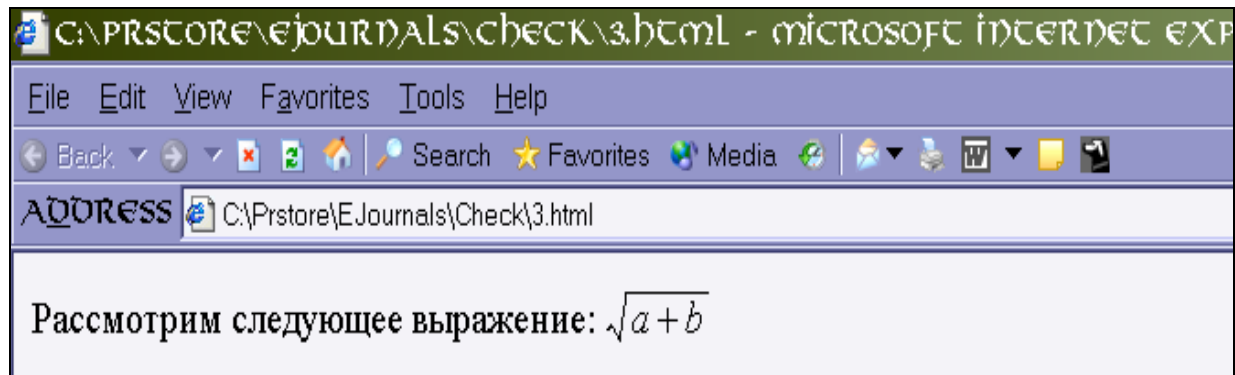 C:\Prstore\EJournals\Check\3.html - Microsoft Internet Exp
File Edit View Favorites Tools Help
Back Search Favorites Media W
Address C:\Prstore\EJournals\Check\3.html
Рассмотрим следующее выражение: √a+b